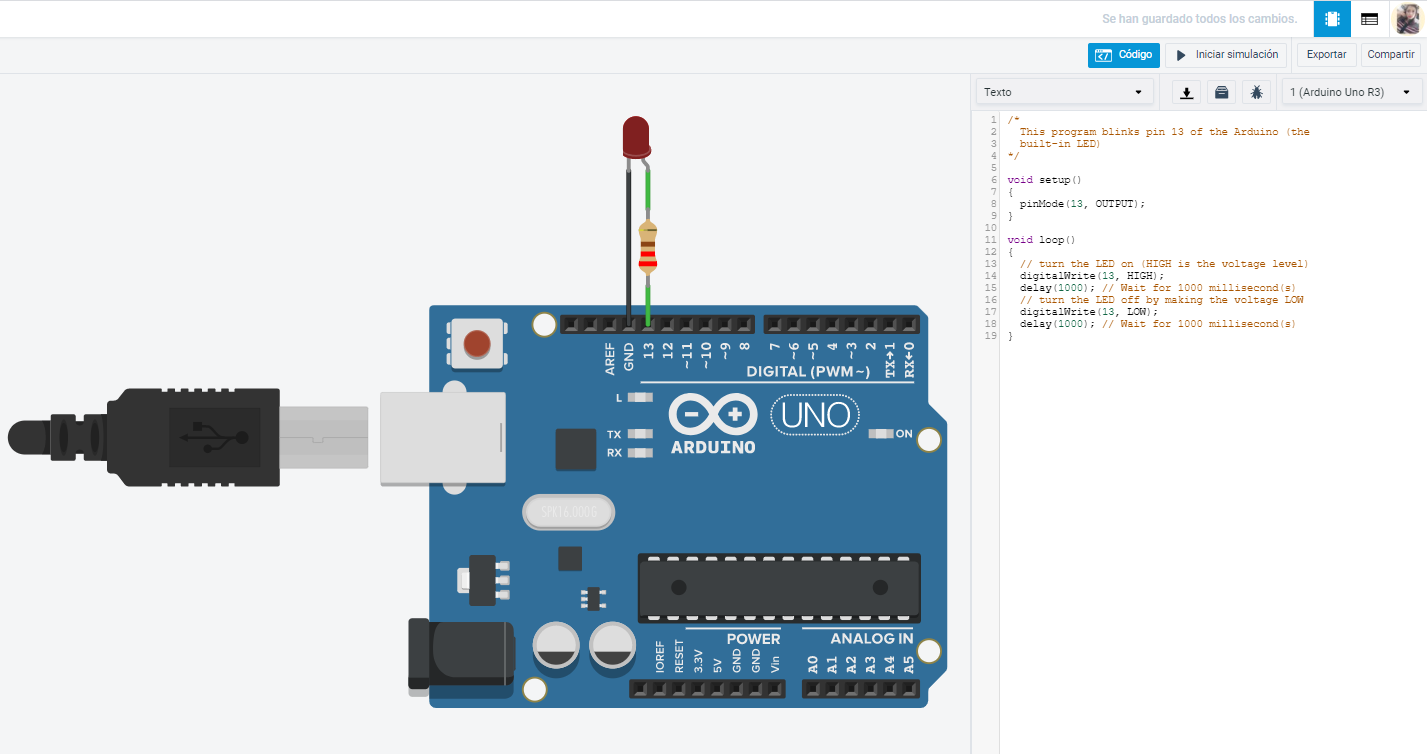 Se han guardado todos los cambios.
Código
Iniciar simulación
Exportar
Compartir
Texto
1 (Arduino Uno R3)
1 /*
2 This program blinks pin 13 of the Arduino (the
3 built-in LED)
4 */
5
6 void setup()
7 {
8 pinMode(13, OUTPUT);
9 }
10
11 void loop()
12 {
13 // turn the LED on (HIGH is the voltage level)
14 digitalWrite(13, HIGH);
15 delay(1000); // Wait for 1000 millisecond(s)
16 // turn the LED off by making the voltage LOW
17 digitalWrite(13, LOW);
18 delay(1000); // Wait for 1000 millisecond(s)
19 }
AREF
GND
13
12
~11
~10
~9
8
7
~6
~5
4
~3
2
TX→1
RX←0
DIGITAL (PWM~)
L
TX
RX
ARDUINO
UNO
ON
SPK16.000G
POWER
ANALOG IN
IOREF
RESET
3.3V
5V
GND
GND
Vin
A0
A1
A2
A3
A4
A5